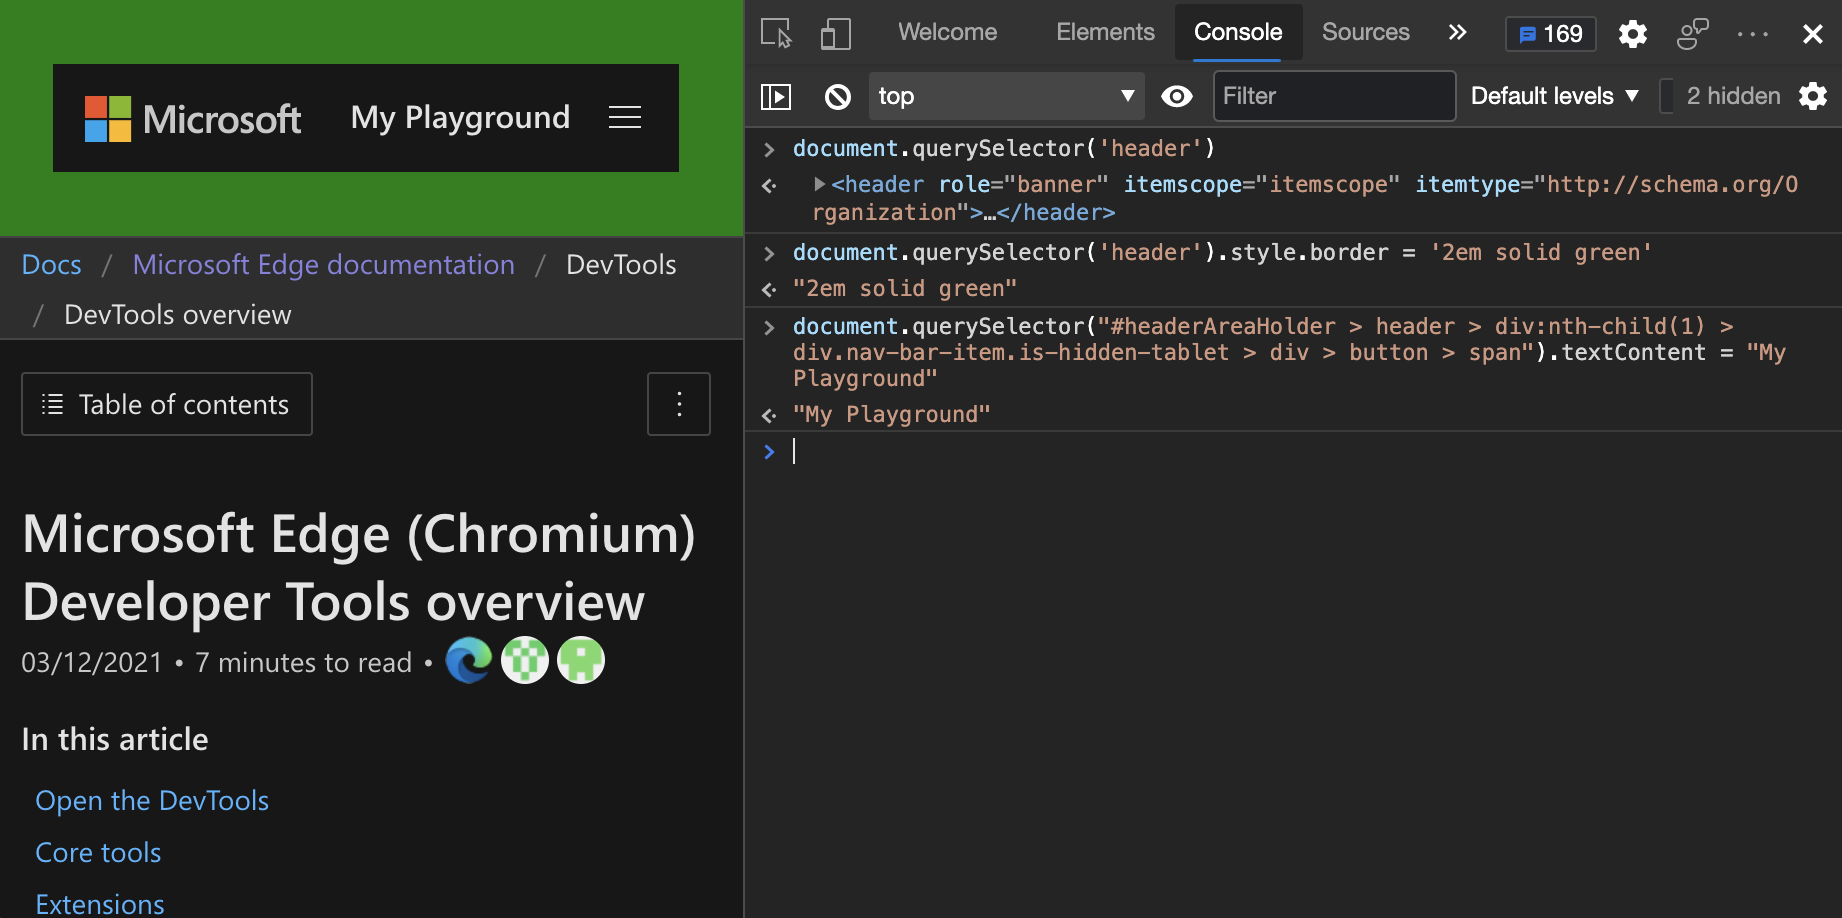 Microsoft My Playground
Docs / Microsoft Edge documentation / DevTools
/ DevTools overview
Table of contents
Microsoft Edge (Chromium)
Developer Tools overview
03/12/2021 • 7 minutes to read •
In this article
Open the DevTools
Core tools
Extensions
Welcome Elements Console Sources » 169
top Filter Default levels 2 hidden
document.querySelector('header')
<header role="banner" itemscope="itemscope" itemtype="http://schema.org/O
rganization">…</header>
document.querySelector('header').style.border = '2em solid green'
"2em solid green"
document.querySelector("#headerAreaHolder > header > div:nth-child(1) >
div.nav-bar-item.is-hidden-tablet > div > button > span").textContent = "My
Playground"
"My Playground"